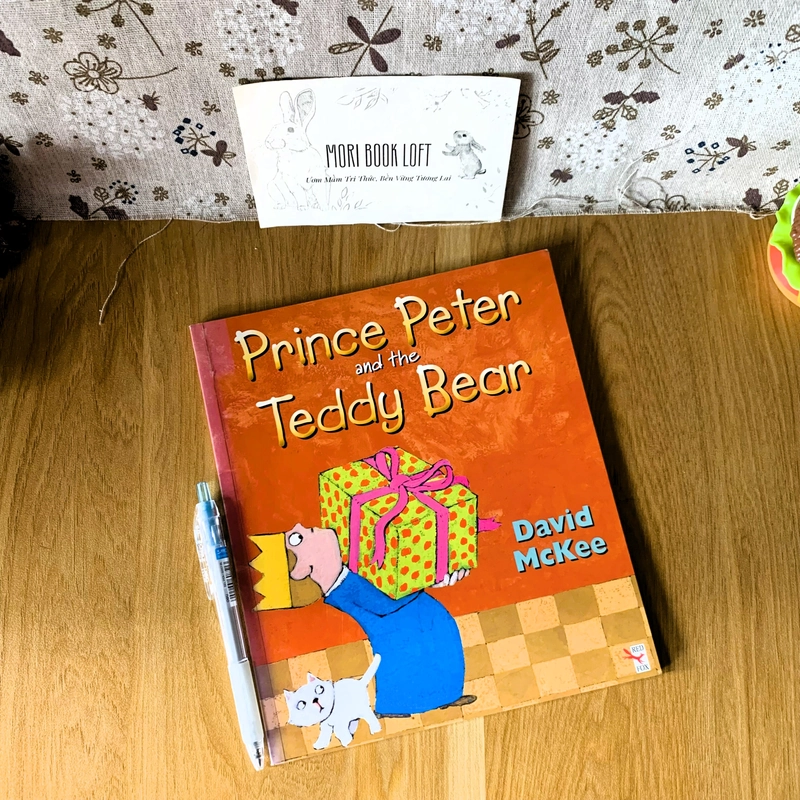 MORI BOOK LOFT
Ươm Mầm Tri Thức, Bền Vững Tương Lai
Prince Peter
and the
Teddy Bear
David
McKee
RED
FOX